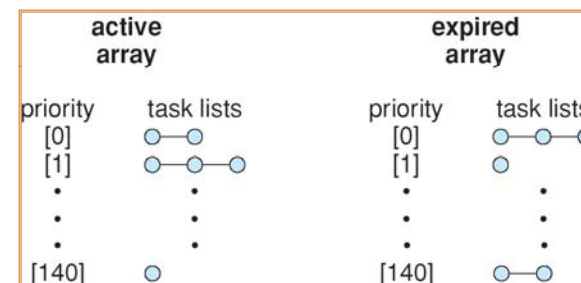 active expired
array array
priority task lists priority task lists
[0] [0]
[1] [1]
[140] [140]